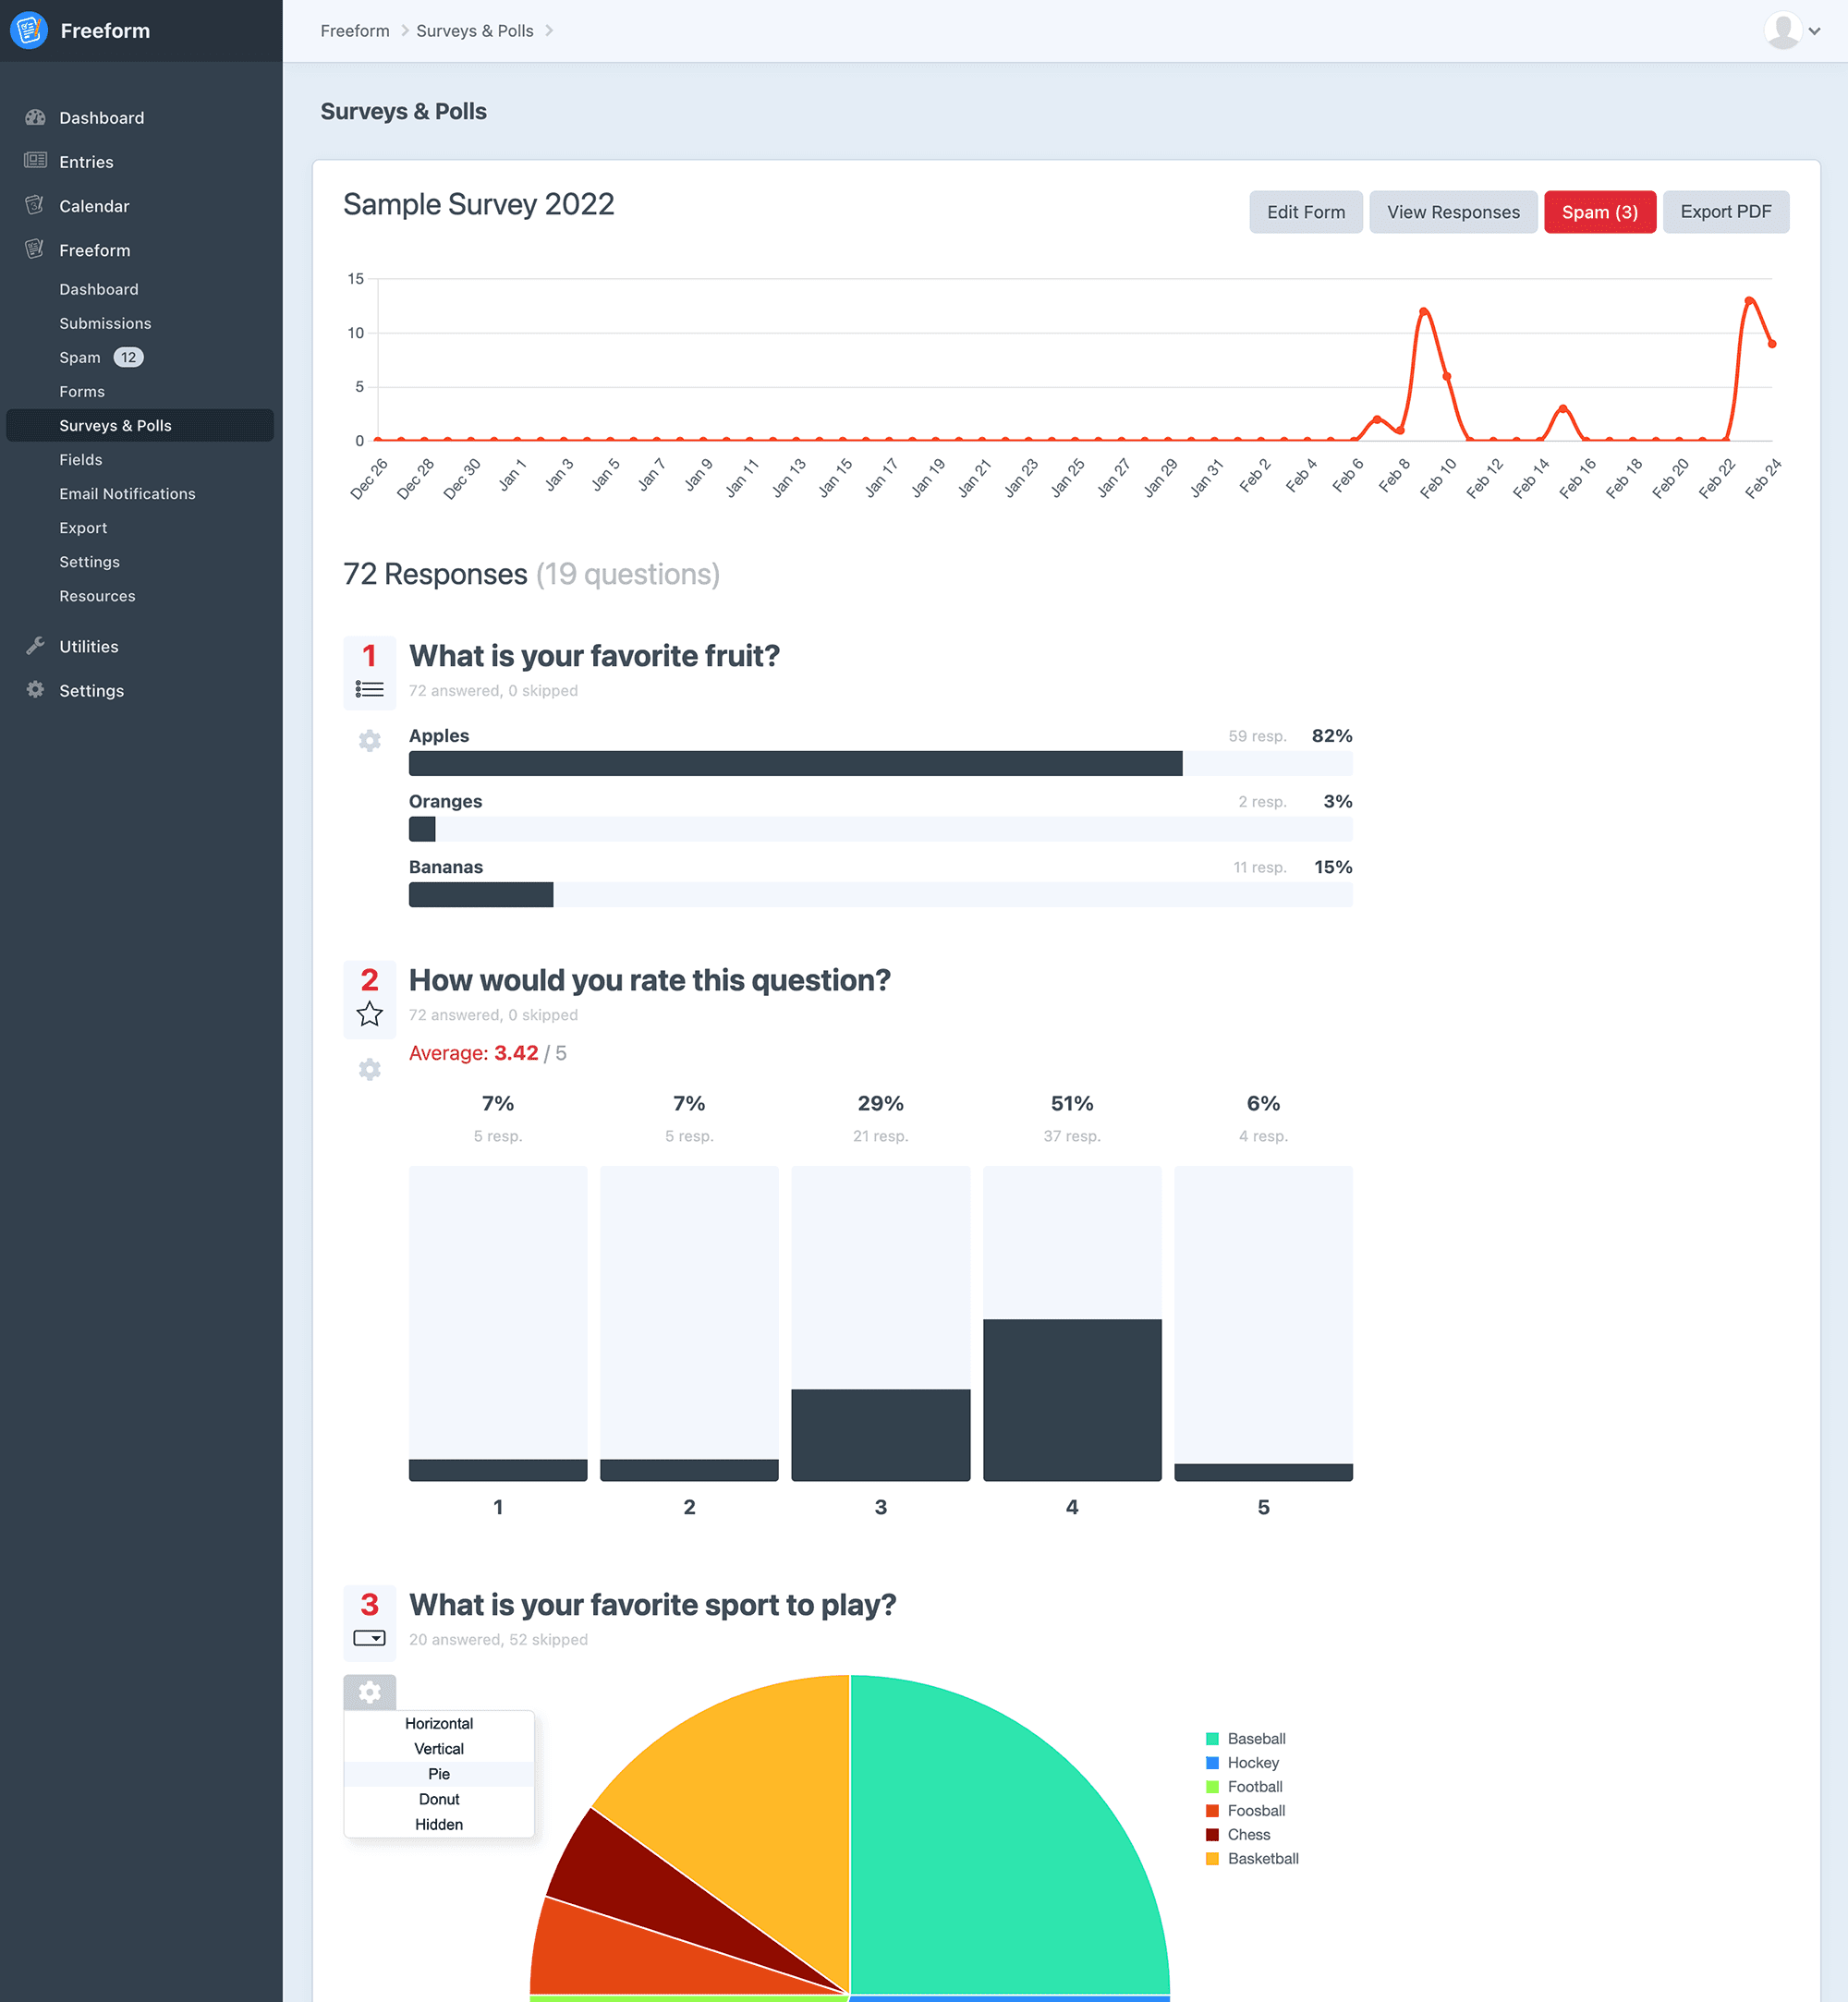 Freeform
Freeform > Surveys & Polls >
Dashboard
Entries
Calendar
Freeform
Dashboard
Submissions
Spam 12
Forms
Surveys & Polls
Fields
Email Notifications
Export
Settings
Resources
Utilities
Settings
Surveys & Polls
Sample Survey 2022
Edit Form View Responses Spam (3) Export PDF
15
10
5
0
Dec 26 Dec 28 Dec 30 Jan 1 Jan 3 Jan 5 Jan 7 Jan 9 Jan 11 Jan 13 Jan 15 Jan 17 Jan 19 Jan 21 Jan 23 Jan 25 Jan 27 Jan 29 Jan 31 Feb 2 Feb 4 Feb 6 Feb 8 Feb 10 Feb 12 Feb 14 Feb 16 Feb 18 Feb 20 Feb 22 Feb 24
72 Responses (19 questions)
1 What is your favorite fruit?
72 answered, 0 skipped
Apples 59 resp. 82%
Oranges 2 resp. 3%
Bananas 11 resp. 15%
2 How would you rate this question?
72 answered, 0 skipped
Average: 3.42 / 5
7% 7% 29% 51% 6%
5 resp. 5 resp. 21 resp. 37 resp. 4 resp.
1 2 3 4 5
3 What is your favorite sport to play?
20 answered, 52 skipped
Horizontal
Vertical
Pie
Donut
Hidden
Baseball
Hockey
Football
Foosball
Chess
Basketball